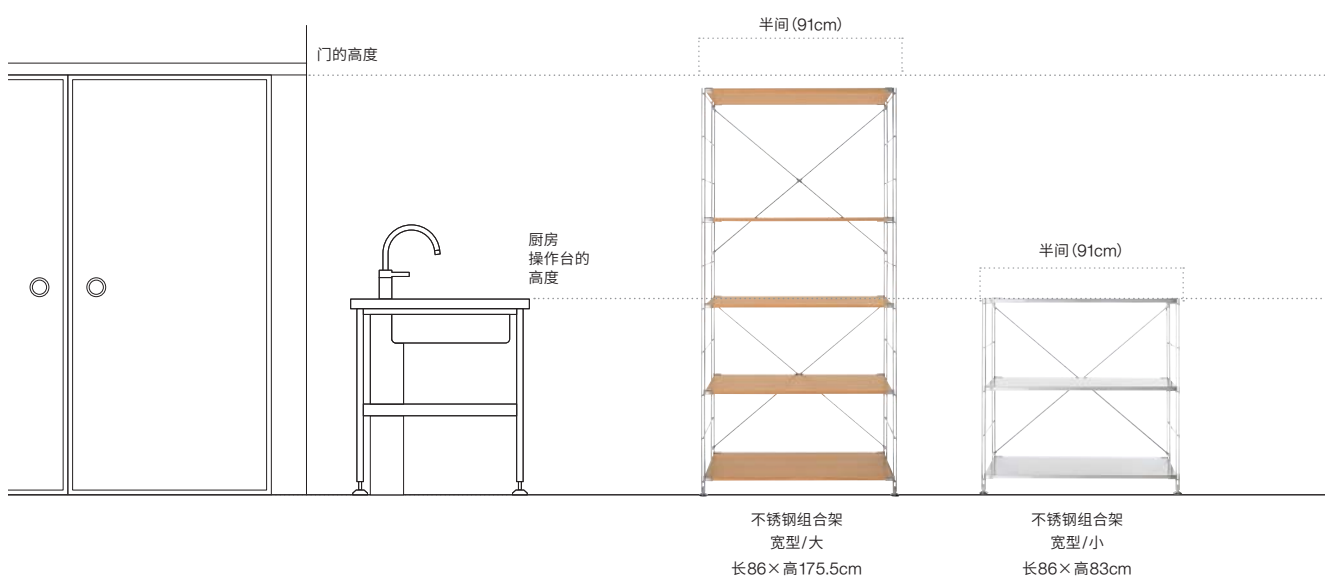 半间(91cm)
门的高度
厨房
操作台的
高度
半间(91cm)
不锈钢组合架
宽型/大
长86×高175.5cm
不锈钢组合架
宽型/小
长86×高83cm